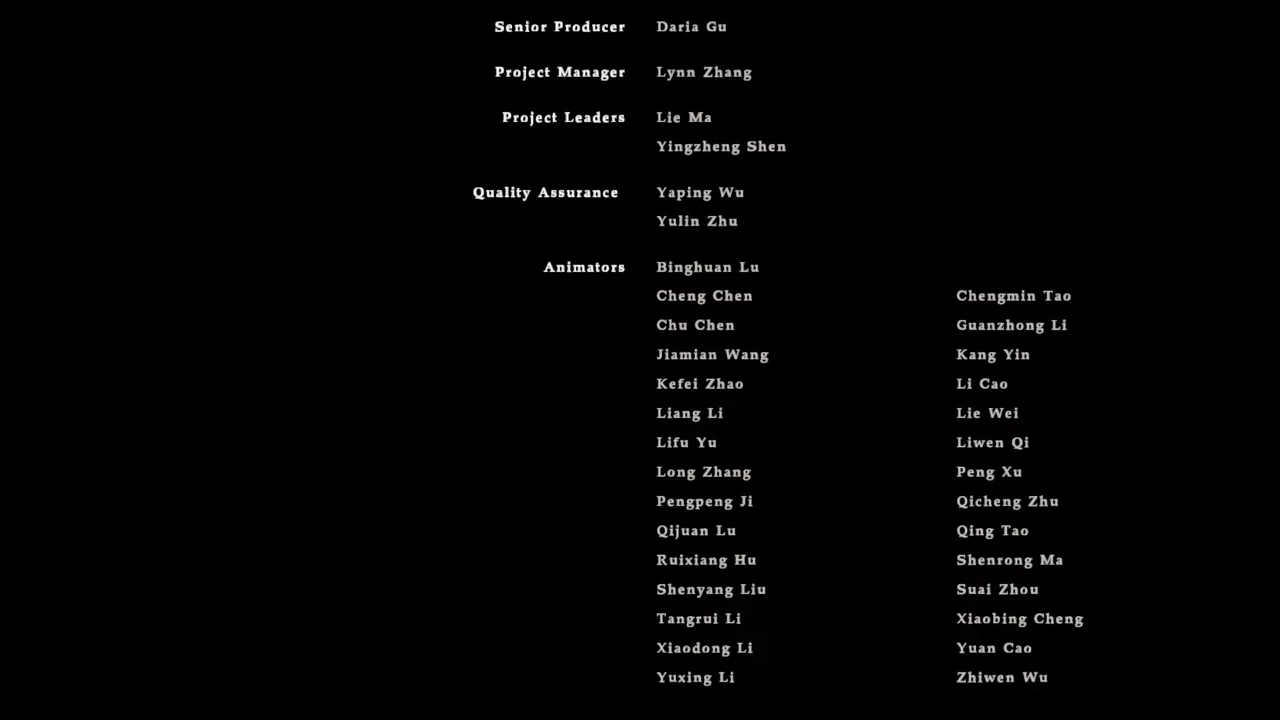 Senior Producer Daria Gu
Project Manager Lynn Zhang
Project Leaders Lie Ma
Yingzheng Shen
Quality Assurance Yaping Wu
Yulin Zhu
Animators Binghuan Lu
Cheng Chen Chengmin Tao
Chu Chen Guanzhong Li
Jiamian Wang Kang Yin
Kefei Zhao Li Cao
Liang Li Lie Wei
Lifu Yu Liwen Qi
Long Zhang Peng Xu
Pengpeng Ji Qicheng Zhu
Qijuan Lu Qing Tao
Ruixiang Hu Shenrong Ma
Shenyang Liu Suai Zhou
Tangrui Li Xiaobing Cheng
Xiaodong Li Yuan Cao
Yuxing Li Zhiwen Wu